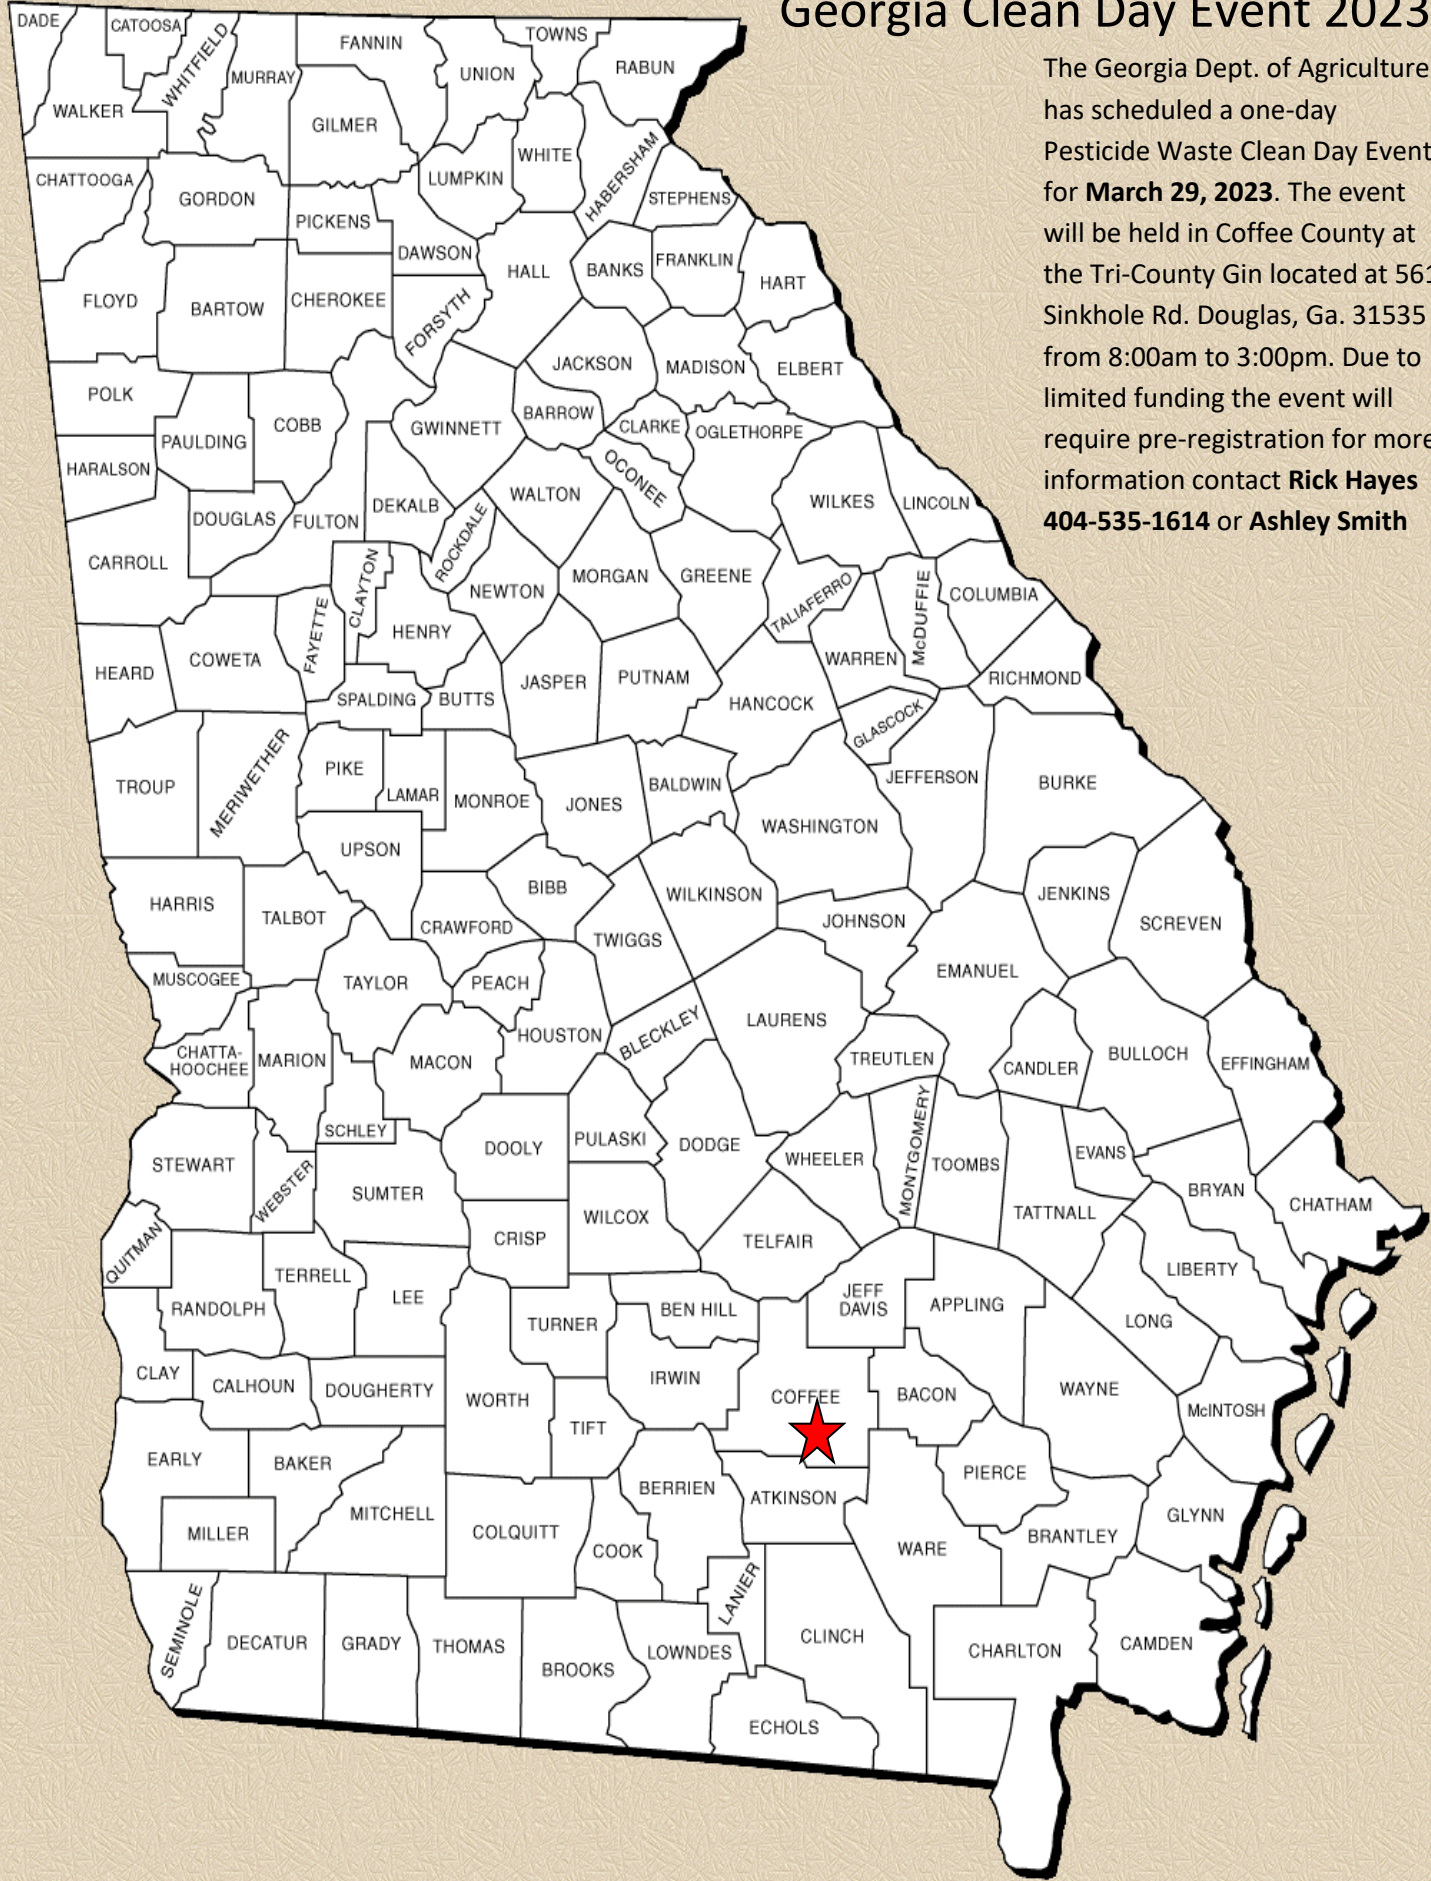 Georgia Clean Day Event 2023
The Georgia Dept. of Agriculture
has scheduled a one-day
Pesticide Waste Clean Day Event
for March 29, 2023. The event
will be held in Coffee County at
the Tri-County Gin located at 561
Sinkhole Rd. Douglas, Ga. 31535
from 8:00am to 3:00pm. Due to
limited funding the event will
require pre-registration for more
information contact Rick Hayes
404-535-1614 or Ashley Smith
DADE
CATOOSA
WHITFIELD
MURRAY
FANNIN
UNION
TOWNS
RABUN
WALKER
GILMER
WHITE
HABERSHAM
LUMPKIN
STEPHENS
CHATTOOGA
GORDON
PICKENS
DAWSON
HALL
BANKS
FRANKLIN
HART
FLOYD
BARTOW
CHEROKEE
FORSYTH
JACKSON
MADISON
ELBERT
POLK
PAULDING
COBB
GWINNETT
BARROW
CLARKE
OGLETHORPE
HARALSON
OCONEE
DOUGLAS
FULTON
DEKALB
ROCKDALE
WALTON
WILKES
LINCOLN
CARROLL
CLAYTON
NEWTON
MORGAN
GREENE
TALIAFERRO
McDUFFIE
COLUMBIA
FAYETTE
HENRY
HEARD
COWETA
SPALDING
BUTTS
JASPER
PUTNAM
HANCOCK
WARREN
RICHMOND
GLASCOCK
TROUP
MERIWETHER
PIKE
LAMAR
MONROE
JONES
BALDWIN
JEFFERSON
BURKE
WASHINGTON
UPSON
BIBB
WILKINSON
JENKINS
HARRIS
TALBOT
CRAWFORD
TWIGGS
JOHNSON
SCREVEN
MUSCOGEE
TAYLOR
PEACH
EMANUEL
HOUSTON
BLECKLEY
LAURENS
CHATTA-
HOOCHEE
MARION
MACON
TREUTLEN
CANDLER
BULLOCH
EFFINGHAM
SCHLEY
DOOLY
PULASKI
DODGE
WHEELER
MONTGOMERY
TOOMBS
EVANS
STEWART
WEBSTER
SUMTER
WILCOX
TATTNALL
BRYAN
CHATHAM
QUITMAN
CRISP
TELFAIR
TERRELL
LEE
JEFF
DAVIS
APPLING
LIBERTY
RANDOLPH
TURNER
BEN HILL
LONG
CLAY
CALHOUN
DOUGHERTY
WORTH
IRWIN
COFFEE
BACON
WAYNE
McINTOSH
TIFT
EARLY
BAKER
BERRIEN
PIERCE
MITCHELL
ATKINSON
GLYNN
MILLER
COLQUITT
COOK
WARE
BRANTLEY
LANIER
SEMINOLE
DECATUR
GRADY
THOMAS
BROOKS
LOWNDES
CLINCH
CHARLTON
CAMDEN
ECHOLS